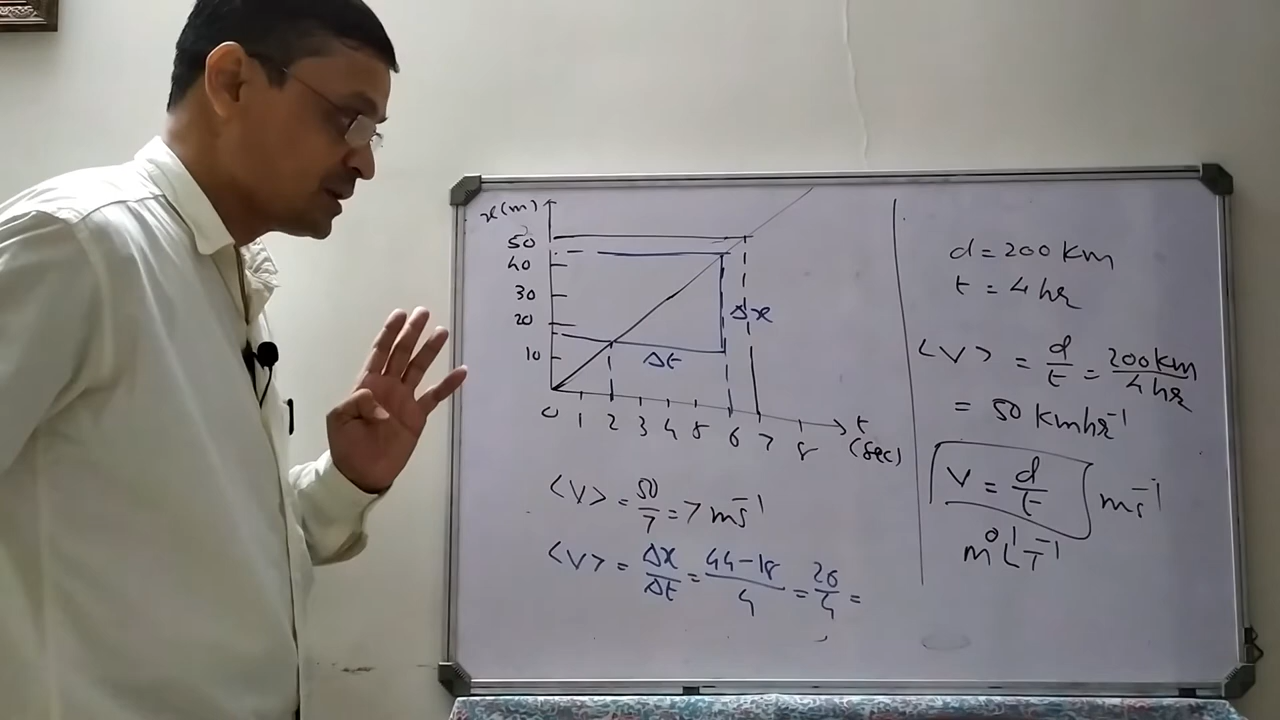 x(m)
50
40
30
20
10
Δx
Δt
0 1 2 3 4 5 6 7 8
t
(sec)
<v> = 50/7 = 7 ms⁻¹
<v> = Δx/Δt = 44-18/4 = 26/4 =
d = 200 km
t = 4 hr
<v> = d/t = 200 km/4 hr
= 50 kmhr⁻¹
v = d/t ms⁻¹
m⁰L¹T⁻¹